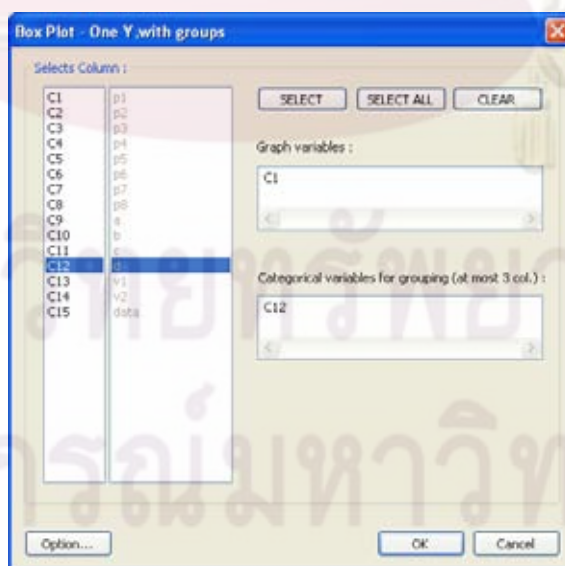 Box Plot - One Y,with groups
Selects Column :
C1 p1
C2 p2
C3 p3
C4 p4
C5 p5
C6 p6
C7 p7
C8 p8
C9 a
C10 b
C11 c
C12 d
C13 v1
C14 v2
C15 data
SELECT SELECT ALL CLEAR
Graph variables :
C1
Categorical variables for grouping (at most 3 col.) :
C12
Option... OK Cancel